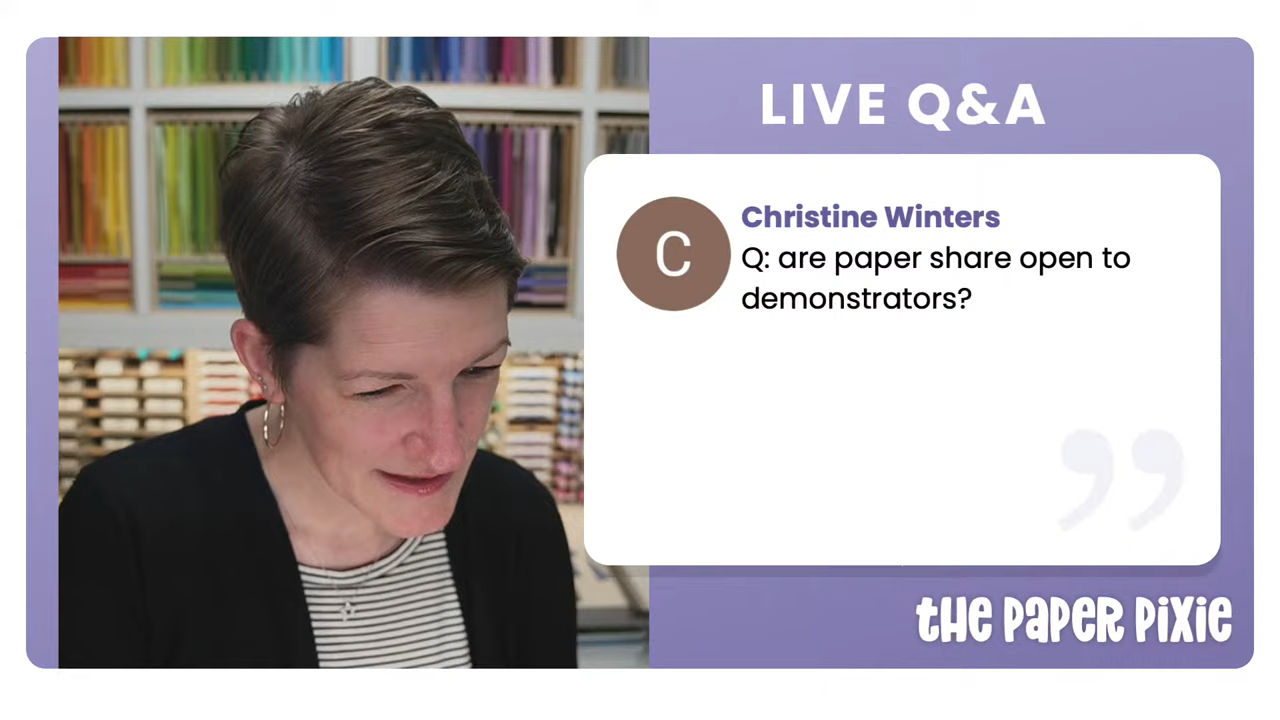 LIVE Q&A
C
Christine Winters
Q: are paper share open to
demonstrators?
the PAPER PiXie